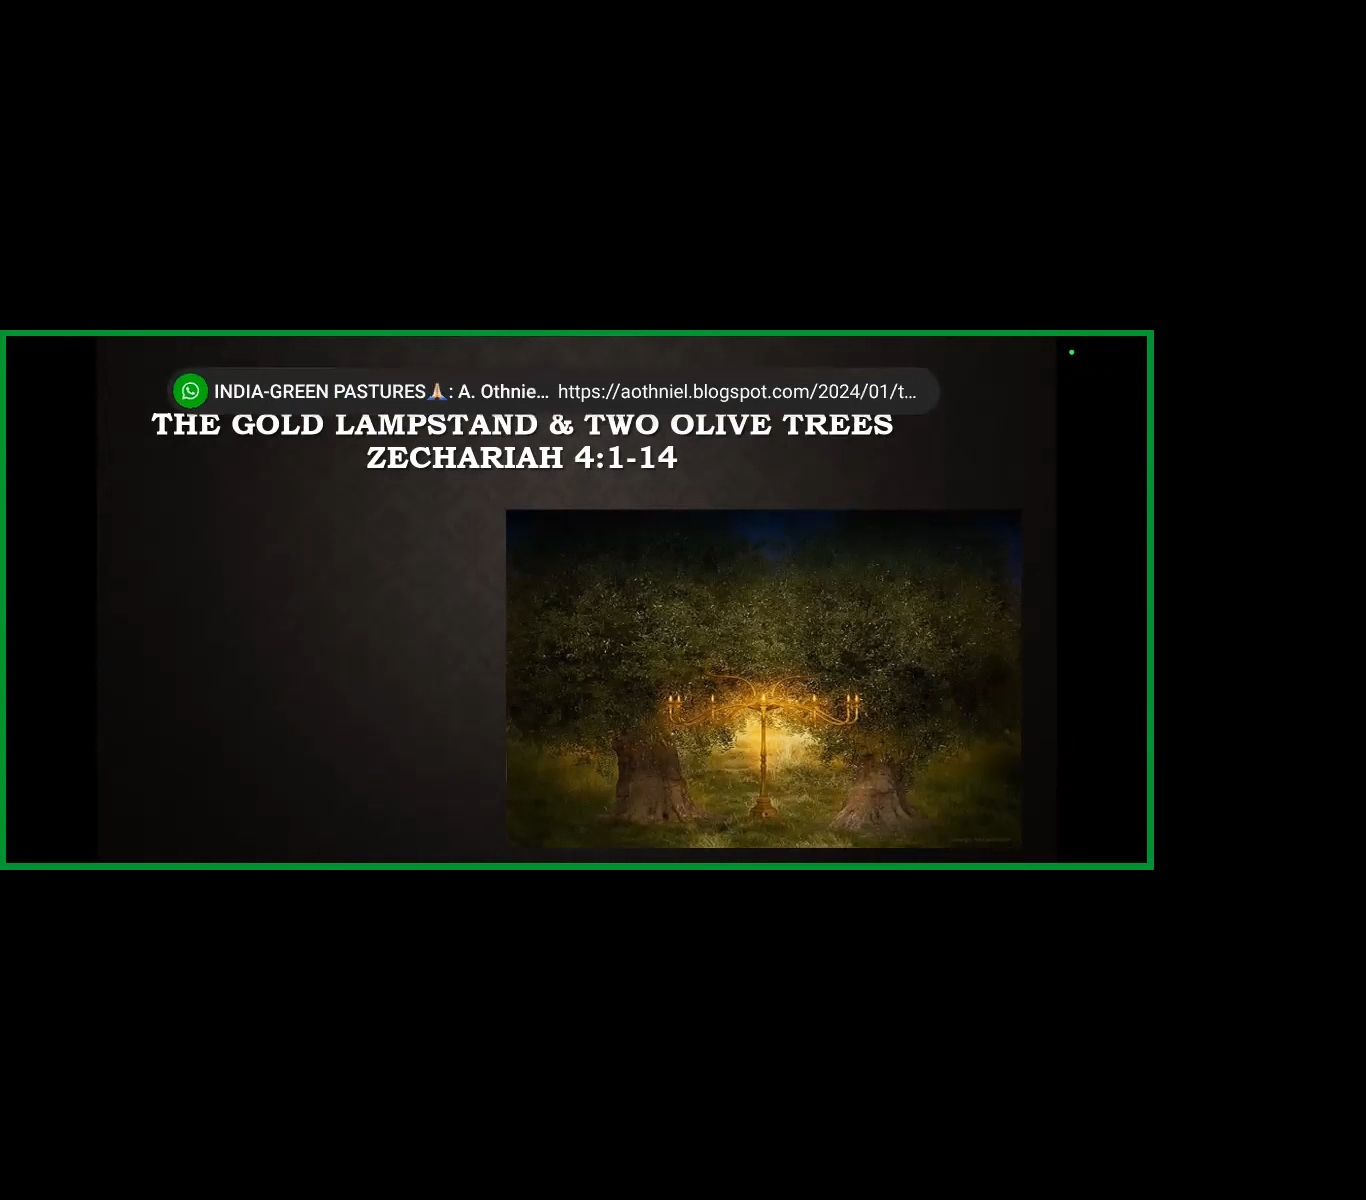 INDIA-GREEN PASTURES🙏🏼: A. Othnie... https://aothniel.blogspot.com/2024/01/t...
THE GOLD LAMPSTAND & TWO OLIVE TREES
ZECHARIAH 4:1-14